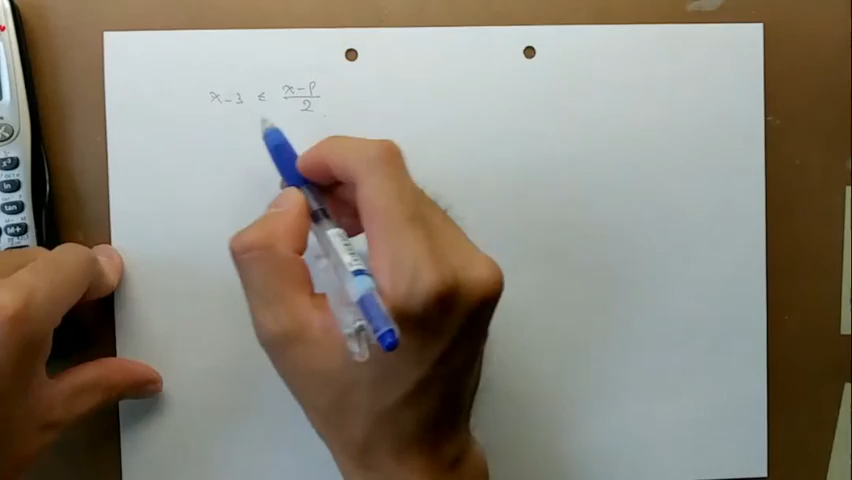 x-3 ≤ (x-p)/2
x²
ln
tan
M+